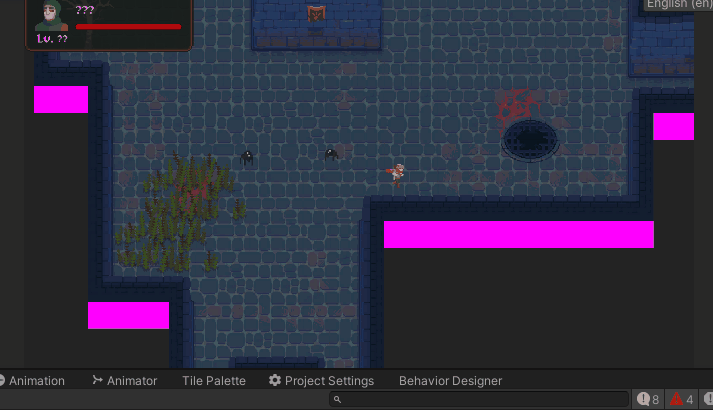 English (en)
???
Lv. ??
Animation
Animator
Tile Palette
Project Settings
Behavior Designer
8
4